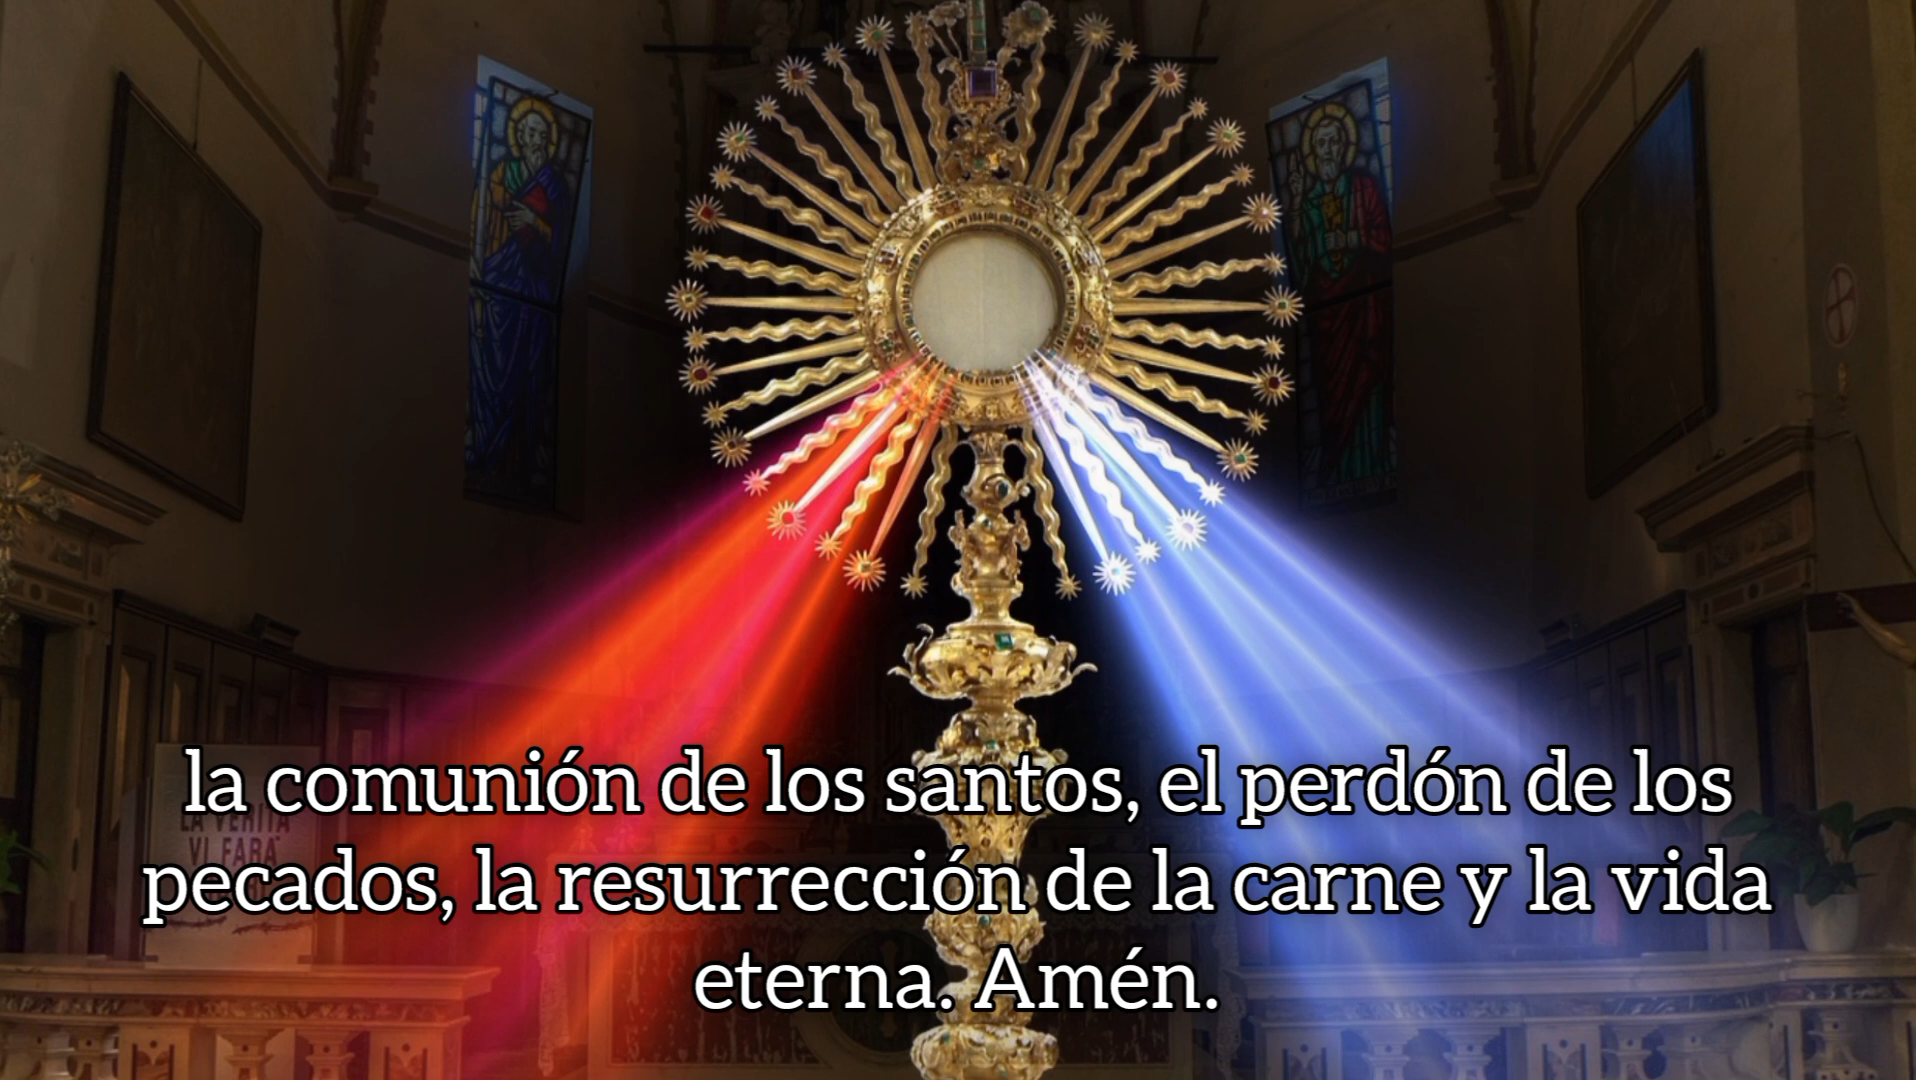 la comunión de los santos, el perdón de los
pecados, la resurrección de la carne y la vida
eterna. Amén.
LA VERITÀ
VI FARÀ